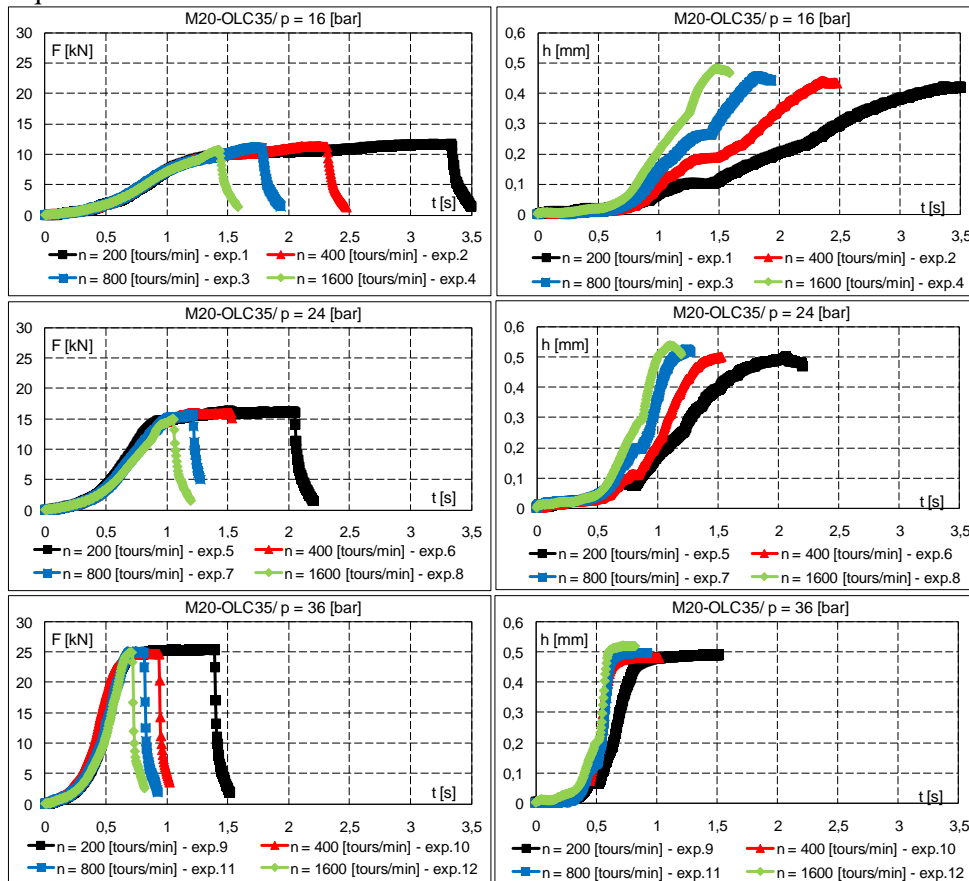 M20-OLC35/ p = 16 [bar]
F [kN]
30
25
20
15
10
5
0
0 0,5 1 1,5 2 2,5 3 3,5
t [s]
n = 200 [tours/min] - exp.1 n = 400 [tours/min] - exp.2
n = 800 [tours/min] - exp.3 n = 1600 [tours/min] - exp.4
M20-OLC35/ p = 16 [bar]
h [mm]
0,6
0,5
0,4
0,3
0,2
0,1
0
t [s]
0 0,5 1 1,5 2 2,5 3 3,5
n = 200 [tours/min] - exp.1 n = 400 [tours/min] - exp.2
n = 800 [tours/min] - exp.3 n = 1600 [tours/min] - exp.4
M20-OLC35/ p = 24 [bar]
F [kN]
30
25
20
15
10
5
0
t [s]
0 0,5 1 1,5 2 2,5 3 3,5
n = 200 [tours/min] - exp.5 n = 400 [tours/min] - exp.6
n = 800 [tours/min] - exp.7 n = 1600 [tours/min] - exp.8
M20-OLC35/ p = 24 [bar]
h [mm]
0,6
0,5
0,4
0,3
0,2
0,1
0
t [s]
0 0,5 1 1,5 2 2,5 3 3,5
n = 200 [tours/min] - exp.5 n = 400 [tours/min] - exp.6
n = 800 [tours/min] - exp.7 n = 1600 [tours/min] - exp.8
M20-OLC35/ p = 36 [bar]
F [kN]
30
25
20
15
10
5
0
t [s]
0 0,5 1 1,5 2 2,5 3 3,5
n = 200 [tours/min] - exp.9 n = 400 [tours/min] - exp.10
n = 800 [tours/min] - exp.11 n = 1600 [tours/min] - exp.12
M20-OLC35/ p = 36 [bar]
h [mm]
0,6
0,5
0,4
0,3
0,2
0,1
0
t [s]
0 0,5 1 1,5 2 2,5 3 3,5
n = 200 [tours/min] - exp.9 n = 400 [tours/min] - exp.10
n = 800 [tours/min] - exp.11 n = 1600 [tours/min] - exp.12